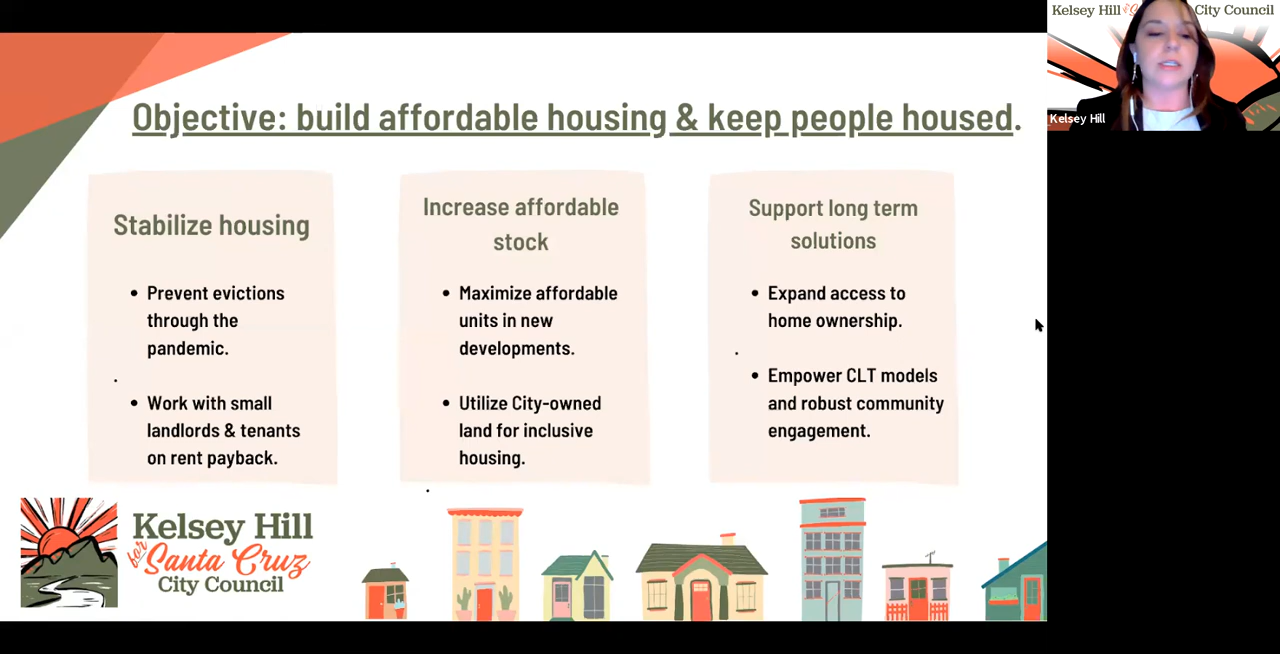 Kelsey Hill for City Council
Kelsey Hill
Objective: build affordable housing & keep people housed.
Stabilize housing
• Prevent evictions
through the
pandemic.
• Work with small
landlords & tenants
on rent payback.
Increase affordable
stock
• Maximize affordable
units in new
developments.
• Utilize City-owned
land for inclusive
housing.
Support long term
solutions
• Expand access to
home ownership.
• Empower CLT models
and robust community
engagement.
Kelsey Hill
for Santa Cruz
City Council